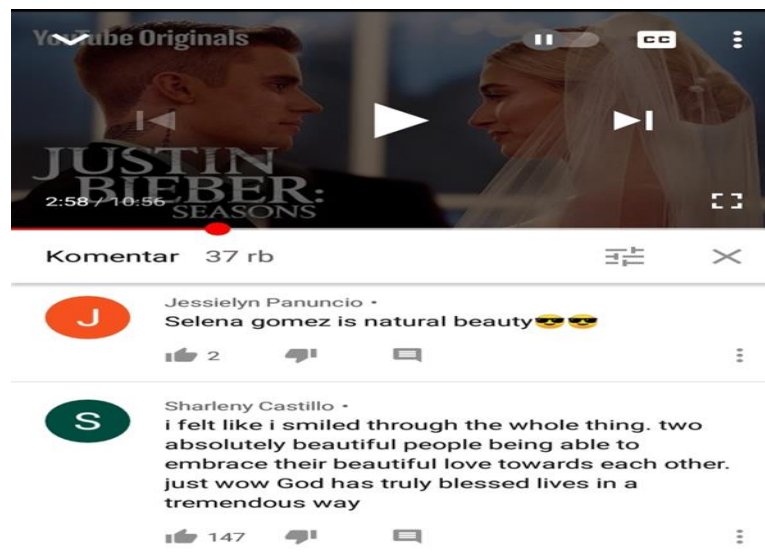 YouTube Originals
CC
JUSTIN
BIEBER:
2:58 / 10:56
SEASONS
Komentar 37 rb
J
Jessielyn Panuncio •
Selena gomez is natural beauty😎😎
2
S
Sharleny Castillo •
i felt like i smiled through the whole thing. two
absolutely beautiful people being able to
embrace their beautiful love towards each other.
just wow God has truly blessed lives in a
tremendous way
147